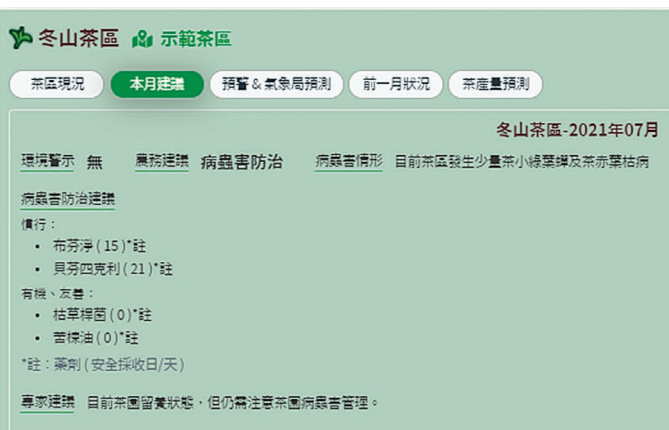 冬山茶區 示範茶區
茶區現況 本月建議 預警 & 氣象局預測 前一月狀況 茶產量預測
冬山茶區-2021年07月
環境警示 無 農務建議 病蟲害防治 病蟲害情形 目前茶區發生少量茶小綠葉蟬及茶赤葉枯病
病蟲害防治建議
慣行：
• 布芬淨 ( 15 )*註
• 貝芬四克利 ( 21 )*註
有機、友善：
• 枯草桿菌 ( 0 )*註
• 苦楝油 ( 0 )*註
*註：藥劑 ( 安全採收日/天 )
專家建議 目前茶園留養狀態，但仍需注意茶園病蟲害管理。